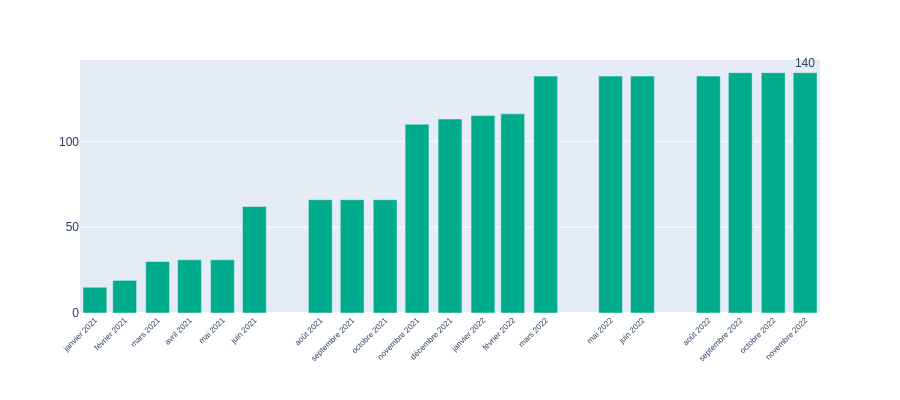 140
100
50
0
janvier 2021
février 2021
mars 2021
avril 2021
mai 2021
juin 2021
août 2021
septembre 2021
octobre 2021
novembre 2021
décembre 2021
janvier 2022
février 2022
mars 2022
mai 2022
juin 2022
août 2022
septembre 2022
octobre 2022
novembre 2022